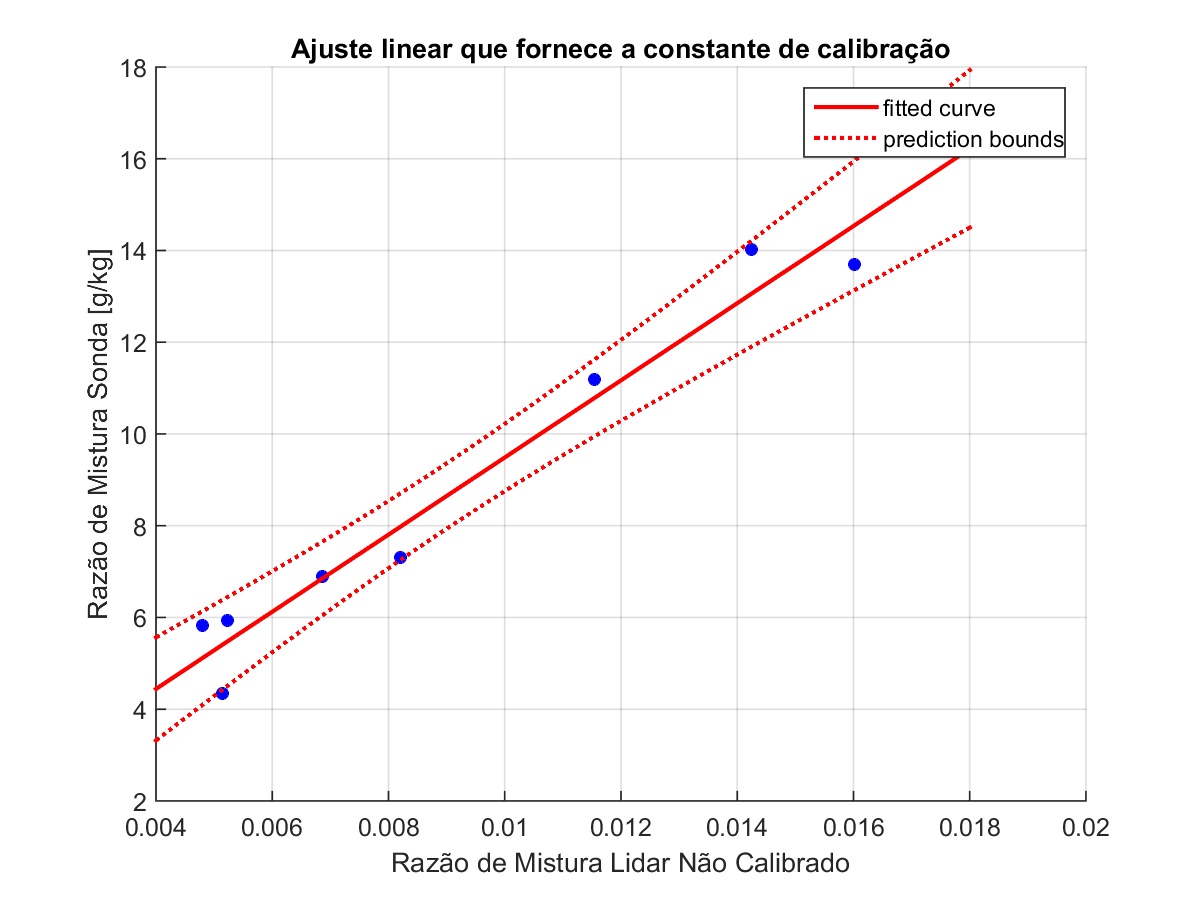 Ajuste linear que fornece a constante de calibração
fitted curve
prediction bounds
18
16
14
12
10
8
6
4
2
Razão de Mistura Sonda [g/kg]
0.004 0.006 0.008 0.01 0.012 0.014 0.016 0.018 0.02
Razão de Mistura Lidar Não Calibrado